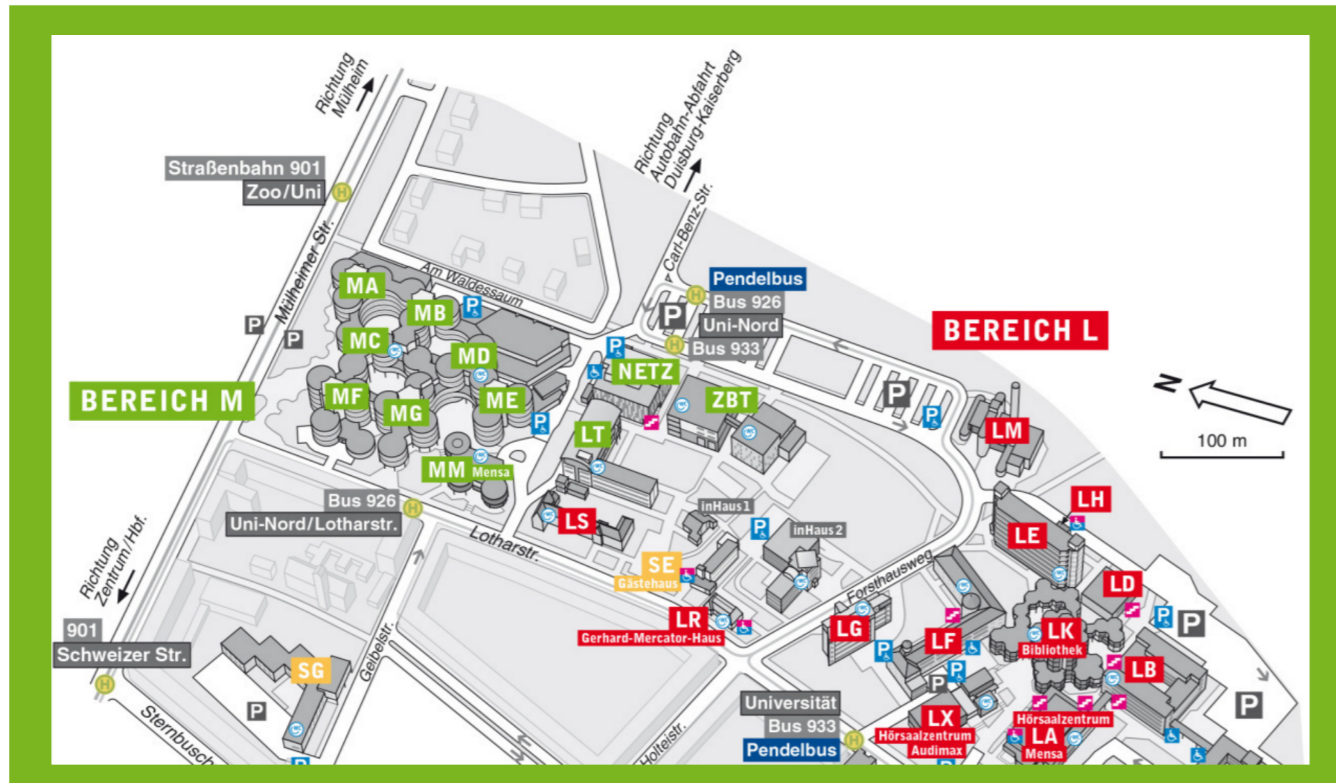 Richtung
Mülheim
Richtung
Autobahn-Abfahrt
Duisburg-Kaiserberg
Straßenbahn 901
Zoo/Uni
Mülheimer Str.
Carl-Benz-Str.
Am Waldessaum
Pendelbus
Bus 926
Uni-Nord
Bus 933
BEREICH L
N
100 m
BEREICH M
MA
MB
MC
MD
ME
MF
MG
MM Mensa
P
P
P
P
P
P
P
NETZ
ZBT
LT
P
P
LM
LH
LE
LD
Bus 926
Uni-Nord/Lotharstr.
Lotharstr.
LS
inHaus 1
inHaus 2
P
SE
Gästehaus
LR
Gerhard-Mercator-Haus
Forsthausweg
LG
LF
LK
Bibliothek
LB
P
P
P
P
P
P
Richtung
Zentrum/Hbf.
901
Schweizer Str.
SG
P
Geibelstr.
Sternbusch
Holteistr.
Universität
Bus 933
Pendelbus
LX
Hörsaalzentrum
Audimax
Hörsaalzentrum
LA
Mensa
H
H
H
H
H
H